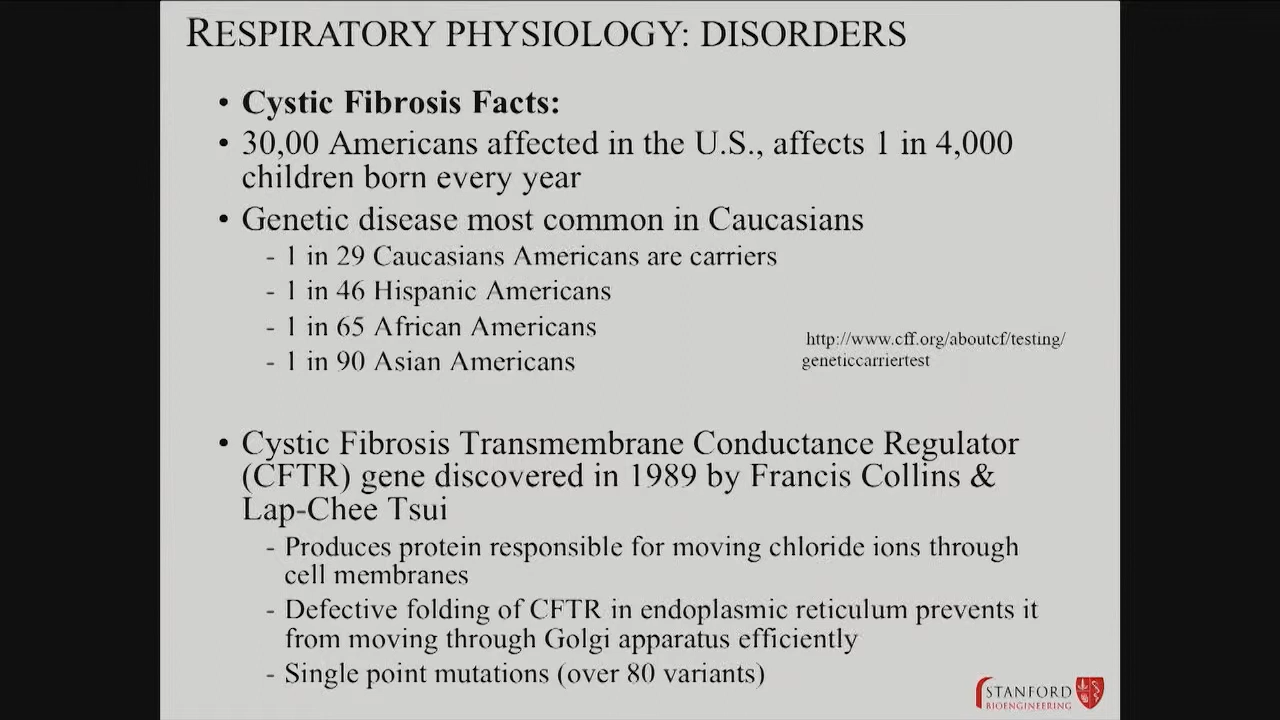 RESPIRATORY PHYSIOLOGY: DISORDERS
• Cystic Fibrosis Facts:
• 30,00 Americans affected in the U.S., affects 1 in 4,000
children born every year
• Genetic disease most common in Caucasians
- 1 in 29 Caucasians Americans are carriers
- 1 in 46 Hispanic Americans
- 1 in 65 African Americans
- 1 in 90 Asian Americans
http://www.cff.org/aboutcf/testing/
geneticcarriertest
• Cystic Fibrosis Transmembrane Conductance Regulator
(CFTR) gene discovered in 1989 by Francis Collins &
Lap-Chee Tsui
- Produces protein responsible for moving chloride ions through
cell membranes
- Defective folding of CFTR in endoplasmic reticulum prevents it
from moving through Golgi apparatus efficiently
- Single point mutations (over 80 variants)
STANFORD
BIOENGINEERING